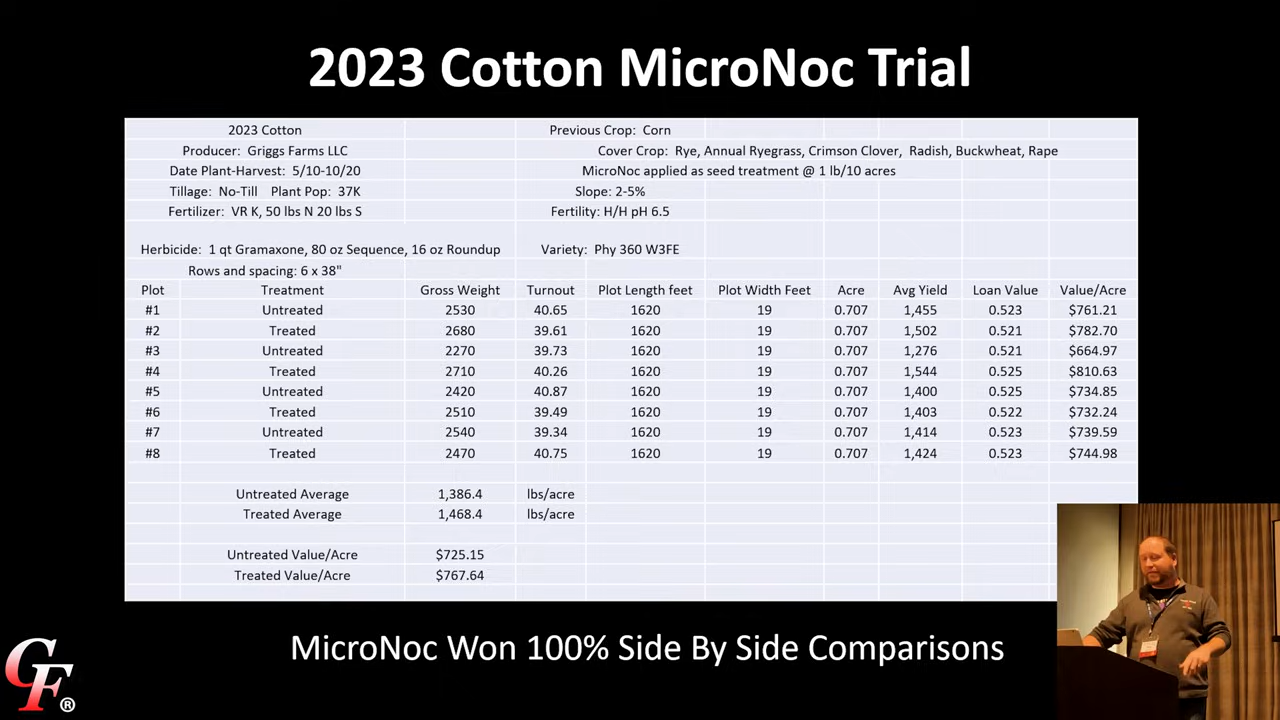 2023 Cotton MicroNoc Trial
2023 Cotton Previous Crop: Corn
Producer: Griggs Farms LLC Cover Crop: Rye, Annual Ryegrass, Crimson Clover, Radish, Buckwheat, Rape
Date Plant-Harvest: 5/10-10/20 MicroNoc applied as seed treatment @ 1 lb/10 acres
Tillage: No-Till Plant Pop: 37K Slope: 2-5%
Fertilizer: VR K, 50 lbs N 20 lbs S Fertility: H/H pH 6.5
Herbicide: 1 qt Gramaxone, 80 oz Sequence, 16 oz Roundup Variety: Phy 360 W3FE
Rows and spacing: 6 x 38"
Plot Treatment Gross Weight Turnout Plot Length feet Plot Width Feet Acre Avg Yield Loan Value Value/Acre
#1 Untreated 2530 40.65 1620 19 0.707 1,455 0.523 $761.21
#2 Treated 2680 39.61 1620 19 0.707 1,502 0.521 $782.70
#3 Untreated 2270 39.73 1620 19 0.707 1,276 0.521 $664.97
#4 Treated 2710 40.26 1620 19 0.707 1,544 0.525 $810.63
#5 Untreated 2420 40.87 1620 19 0.707 1,400 0.525 $734.85
#6 Treated 2510 39.49 1620 19 0.707 1,403 0.522 $732.24
#7 Untreated 2540 39.34 1620 19 0.707 1,414 0.523 $739.59
#8 Treated 2470 40.75 1620 19 0.707 1,424 0.523 $744.98
Untreated Average 1,386.4 lbs/acre
Treated Average 1,468.4 lbs/acre
Untreated Value/Acre $725.15
Treated Value/Acre $767.64
MicroNoc Won 100% Side By Side Comparisons
GF®